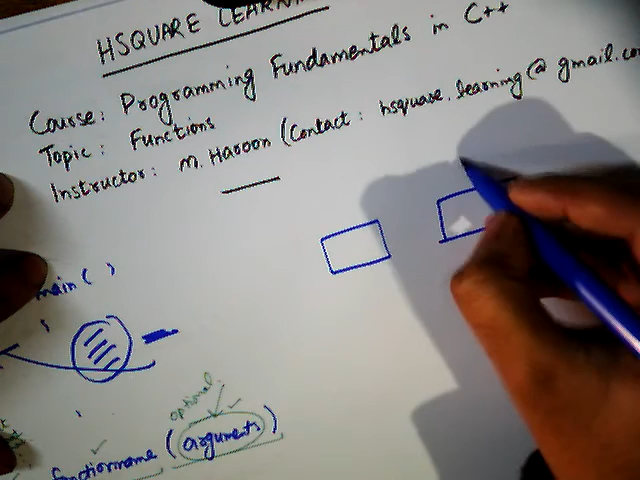 HSQUARE LEARN
Course: Programming Fundamentals in C++
Topic: Functions
Instructor: M. Haroon (Contact: hsquare.learning@gmail.co
main( )
optional
functionname (arguments)